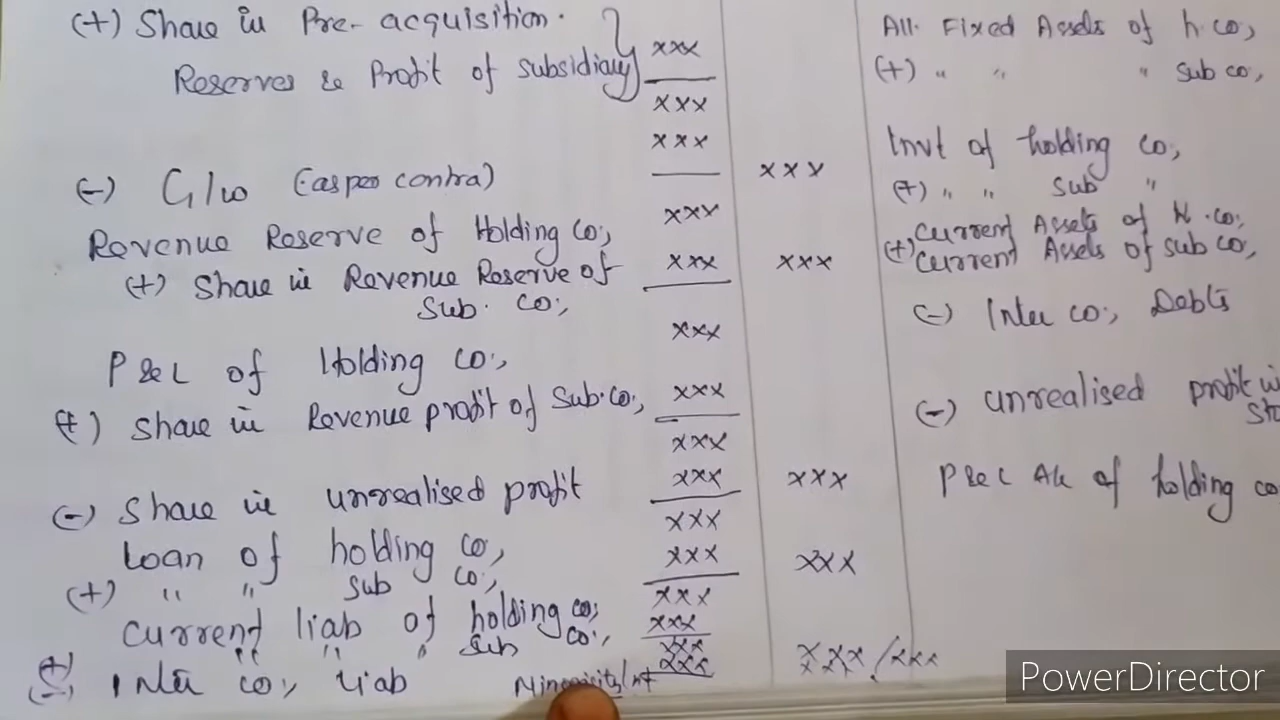 (+) Share in Pre-acquisition.
Reserves & Profit of subsidiary
xxx
xxx
xxx
(-) G/w (as per contra)
xxx
Revenue Reserve of Holding Co;,
xxx
(+) Share in Revenue Reserve of
Sub. Co;,
xxx
xxx
P&L of Holding Co;,
xxx
(+) Share in Revenue profit of Sub.Co;,
xxx
xxx
(-) Share in unrealised profit
xxx
xxx
Loan of holding Co,
xxx
(+) " " Sub Co;,
xxx
xxx
Current liab of holding co;
xxx
(+) " " " Sub Co;,
xxx
(-) Inter co;, liab
xxx
xxx
xxx/xxx
All. Fixed Assets of h.co,
(+) " " " Sub co,
Invt of holding co;,
(+) " " Sub "
Current Assets of H.co;,
(+) Current Assets of sub co,
(-) Inter co;, Debts
(-) unrealised profit
P&L A/c of holding co
PowerDirector